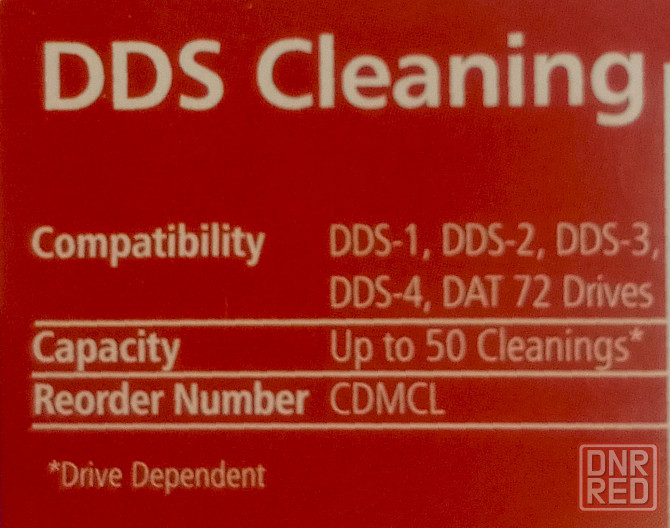 DDS Cleaning
Compatibility DDS-1, DDS-2, DDS-3,
DDS-4, DAT 72 Drives
Capacity Up to 50 Cleanings*
Reorder Number CDMCL
*Drive Dependent
DNR
RED